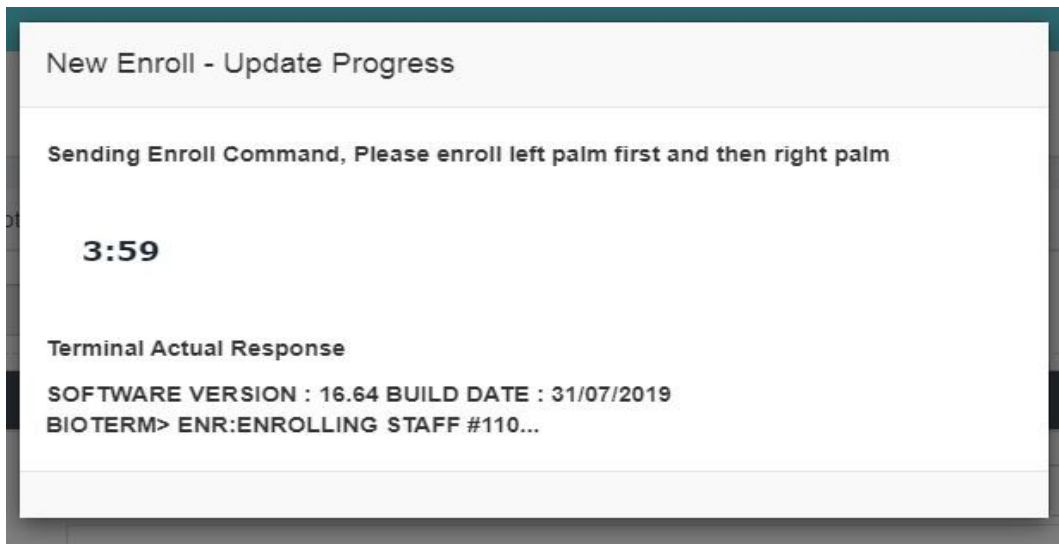 New Enroll - Update Progress
Sending Enroll Command, Please enroll left palm first and then right palm
3:59
Terminal Actual Response
SOFTWARE VERSION : 16.64 BUILD DATE : 31/07/2019
BIOTERM> ENR:ENROLLING STAFF #110...